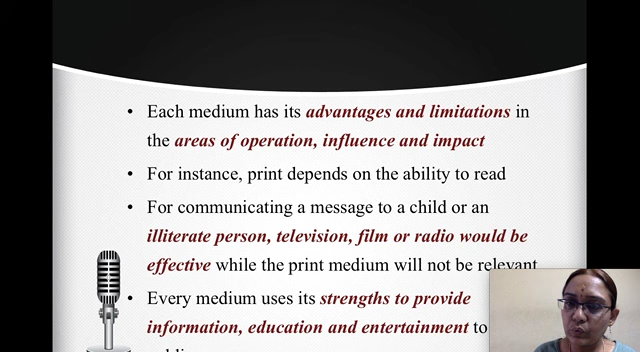 • Each medium has its advantages and limitations in
the areas of operation, influence and impact
• For instance, print depends on the ability to read
• For communicating a message to a child or an
illiterate person, television, film or radio would be
effective while the print medium will not be relevant
• Every medium uses its strengths to provide
information, education and entertainment to